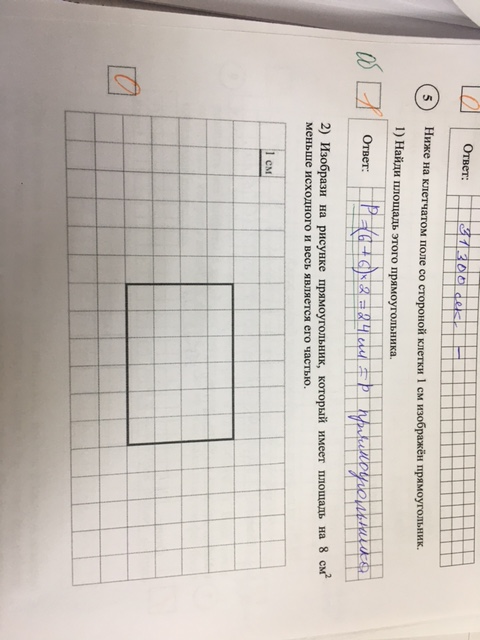 0
Ответ:
91 300 сек. –
5 Ниже на клетчатом поле со стороной клетки 1 см изображён прямоугольник.
1) Найди площадь этого прямоугольника.
Ответ:
P=(6+6)×2=24 см = P прямоугольника
2) Изобрази на рисунке прямоугольник, который имеет площадь на 8 см²
меньше исходного и весь является его частью.
0
1 см